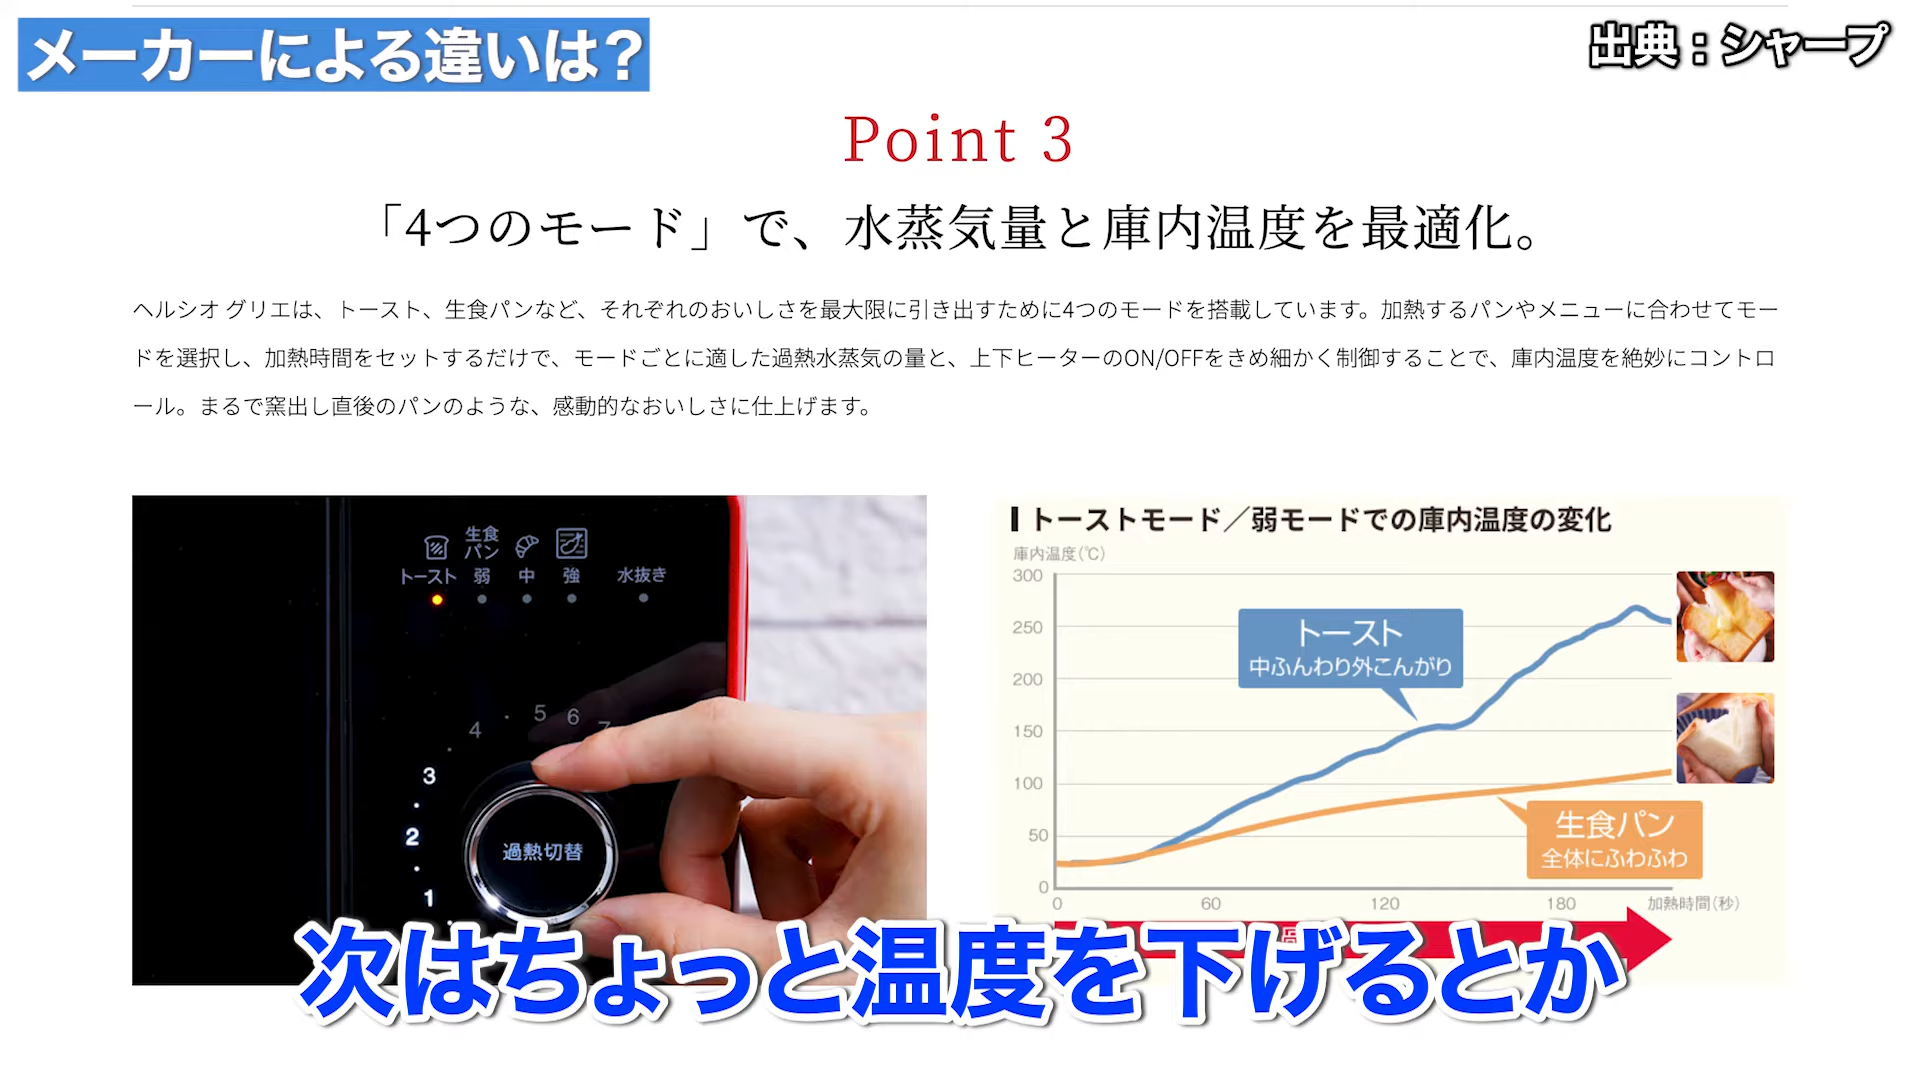 メーカーによる違いは？
出典：シャープ
Point 3
「4つのモード」で、水蒸気量と庫内温度を最適化。
ヘルシオ グリエは、トースト、生食パンなど、それぞれのおいしさを最大限に引き出すために4つのモードを搭載しています。加熱するパンやメニューに合わせてモー
ドを選択し、加熱時間をセットするだけで、モードごとに適した過熱水蒸気の量と、上下ヒーターのON/OFFをきめ細かく制御することで、庫内温度を絶妙にコントロ
ール。まるで窯出し直後のパンのような、感動的なおいしさに仕上げます。
生食
パン
トースト 弱 中 強 水抜き
4 5 6 7
3
2
1
過熱切替
トーストモード／弱モードでの庫内温度の変化
庫内温度(℃)
300
250
200
150
100
50
0
トースト
中ふんわり外こんがり
生食パン
全体にふわふわ
0 60 120 180 加熱時間(秒)
次はちょっと温度を下げるとか